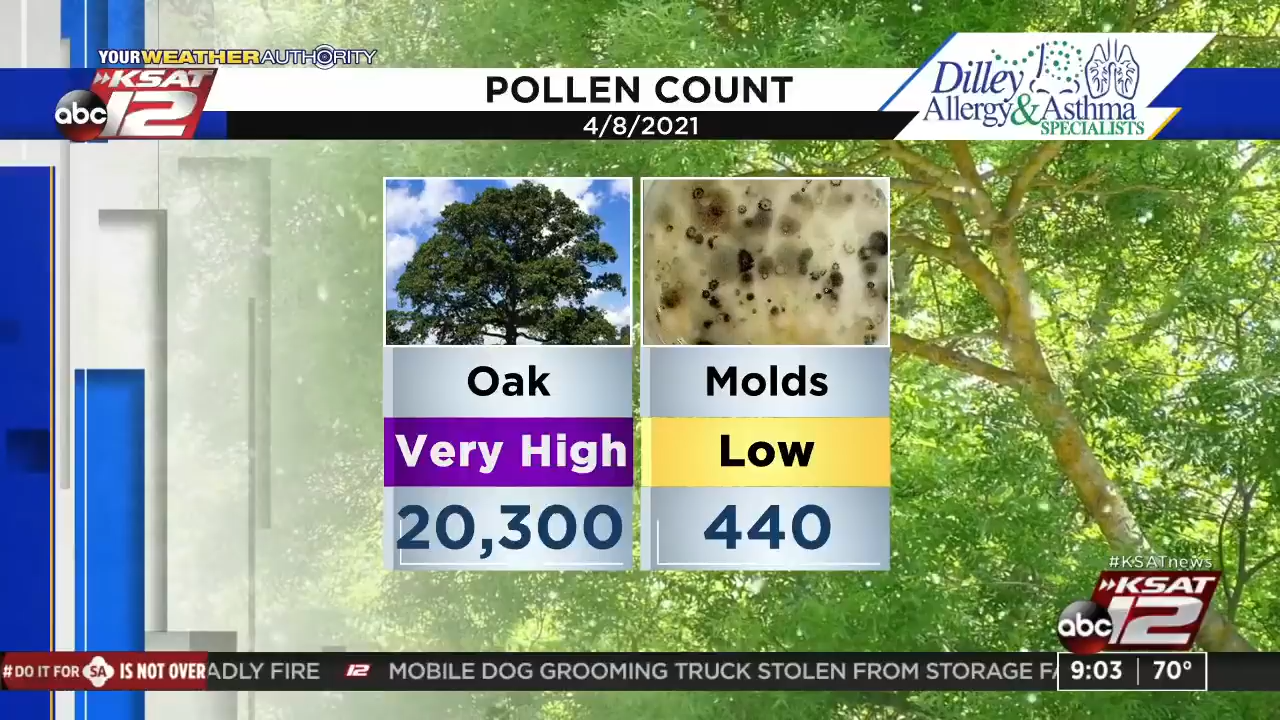 YOURWEATHERAUTHORITY
KSAT
abc 12
POLLEN COUNT
4/8/2021
Dilley
Allergy&Asthma
SPECIALISTS
Oak
Very High
20,300
Molds
Low
440
#KSATnews
KSAT
abc 12
#DO IT FOR SA IS NOT OVER
ADLY FIRE 12 MOBILE DOG GROOMING TRUCK STOLEN FROM STORAGE FA
9:03 70°